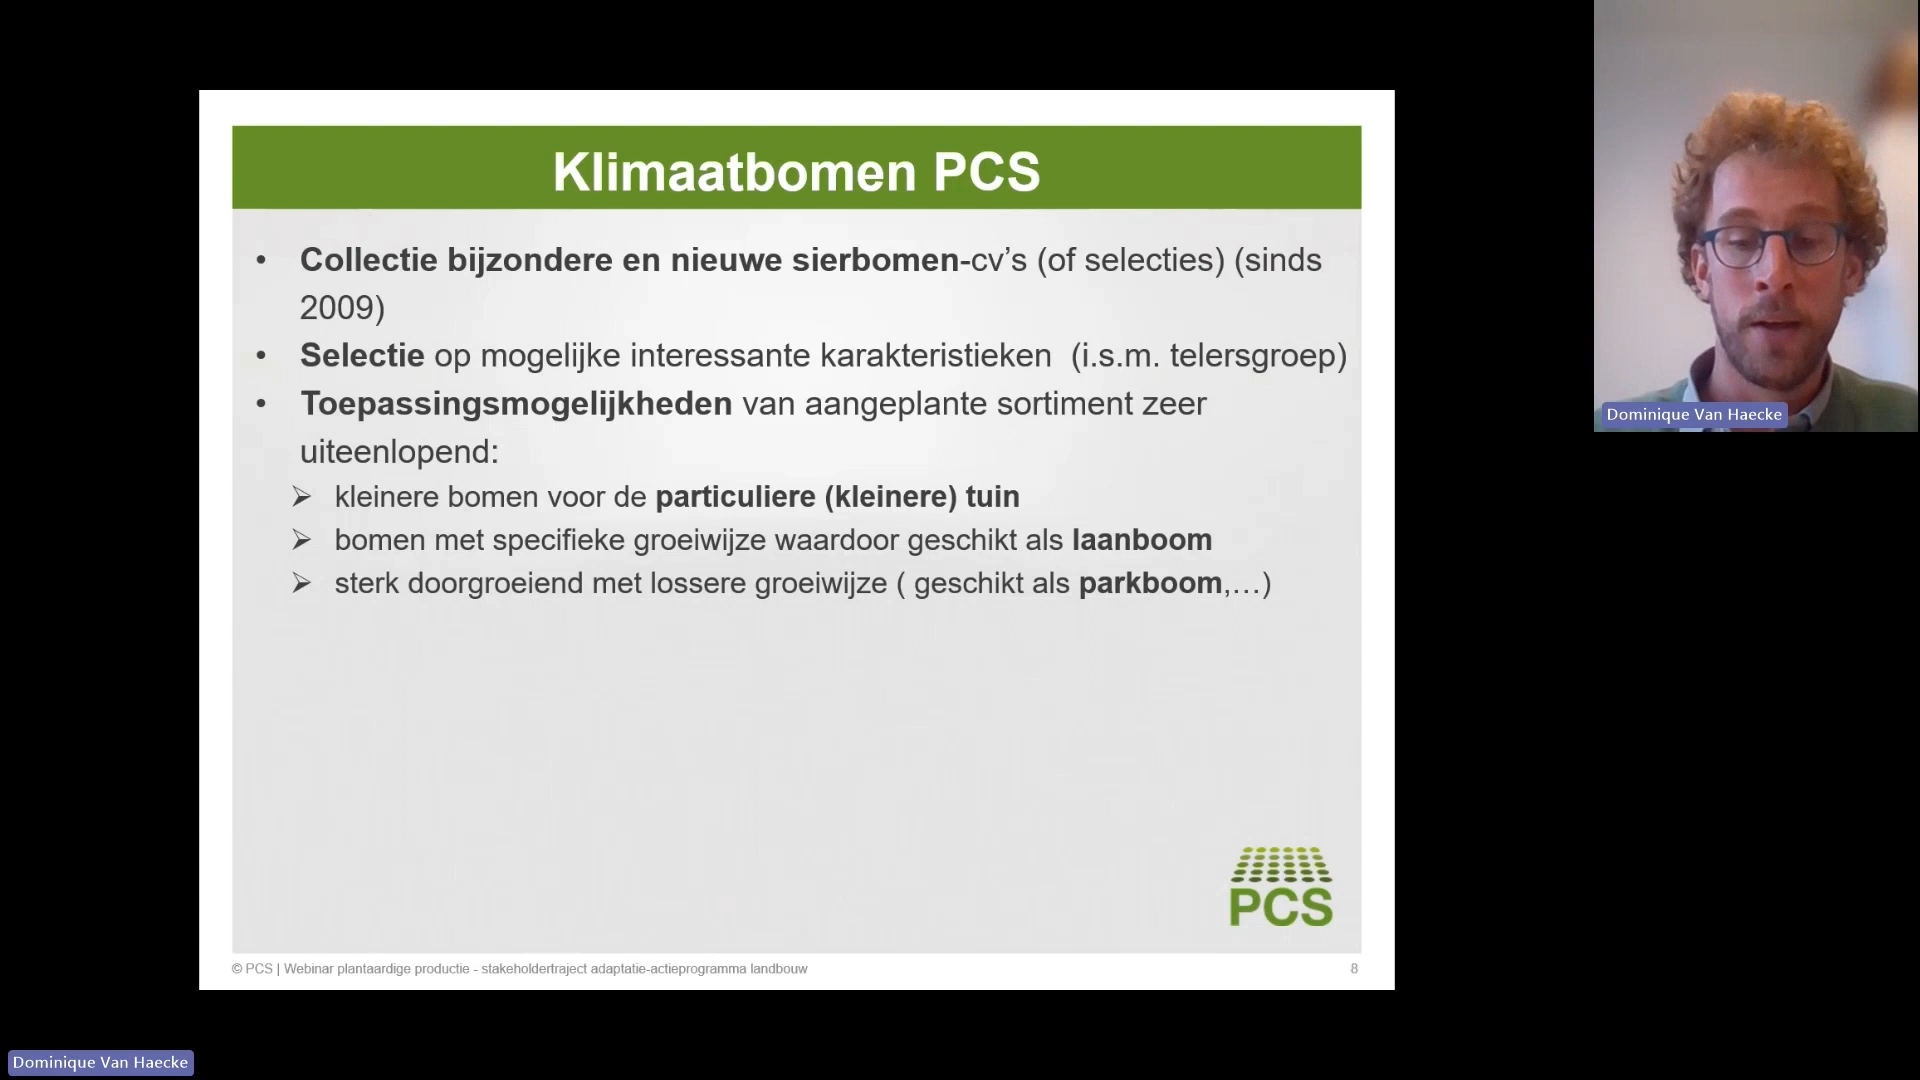 Klimaatbomen PCS
• Collectie bijzondere en nieuwe sierbomen-cv’s (of selecties) (sinds
2009)
• Selectie op mogelijke interessante karakteristieken (i.s.m. telersgroep)
• Toepassingsmogelijkheden van aangeplante sortiment zeer
uiteenlopend:
➢ kleinere bomen voor de particuliere (kleinere) tuin
➢ bomen met specifieke groeiwijze waardoor geschikt als laanboom
➢ sterk doorgroeiend met lossere groeiwijze ( geschikt als parkboom,…)
PCS
© PCS | Webinar plantaardige productie - stakeholdertraject adaptatie-actieprogramma landbouw
8
Dominique Van Haecke
Dominique Van Haecke